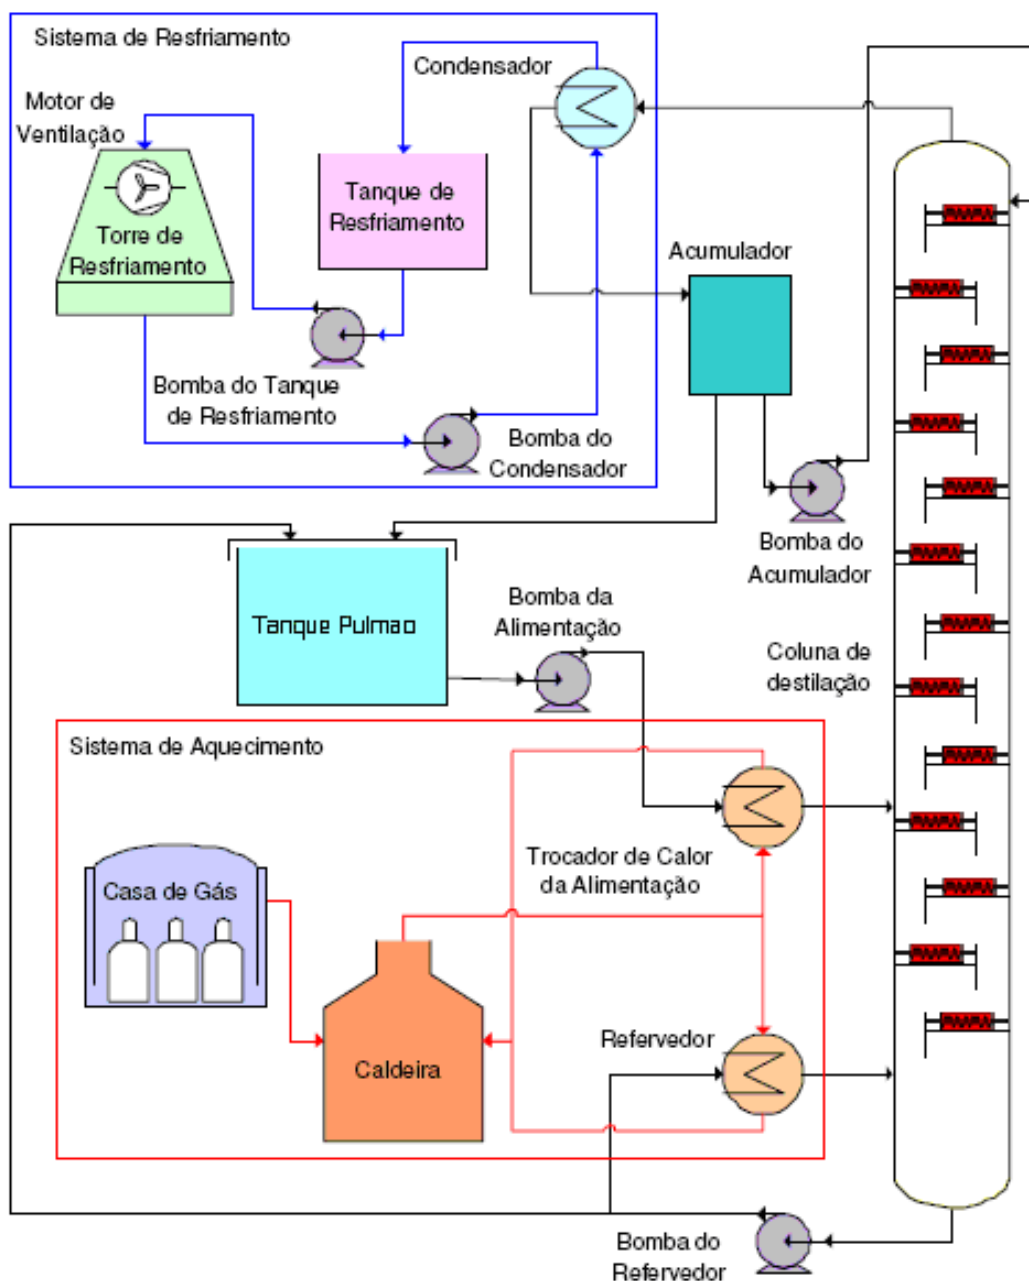 Sistema de Resfriamento
Condensador
Motor de
Ventilação
Tanque de
Resfriamento
Torre de
Resfriamento
Acumulador
Bomba do Tanque
de Resfriamento
Bomba do
Condensador
Bomba do
Acumulador
Bomba da
Alimentação
Tanque Pulmao
Coluna de
destilação
Sistema de Aquecimento
Trocador de Calor
da Alimentação
Casa de Gás
Refervedor
Caldeira
Bomba do
Refervedor